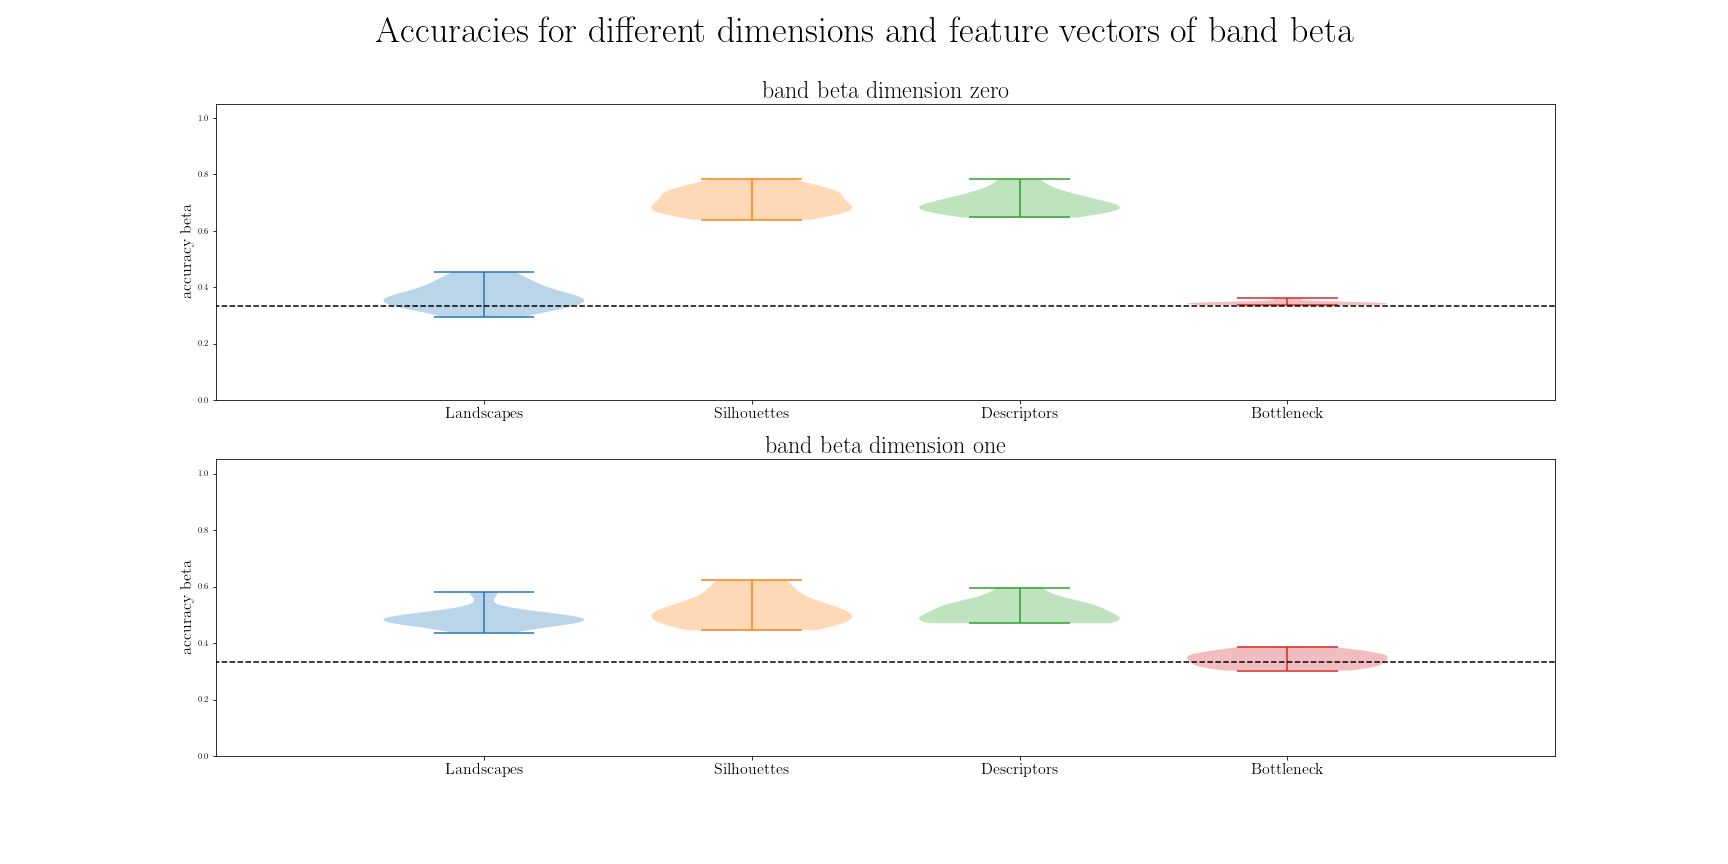 Accuracies for different dimensions and feature vectors of band beta
band beta dimension zero
1.0
0.8
0.6
0.4
0.2
0.0
accuracy beta
Landscapes Silhouettes Descriptors Bottleneck
band beta dimension one
1.0
0.8
0.6
0.4
0.2
0.0
accuracy beta
Landscapes Silhouettes Descriptors Bottleneck